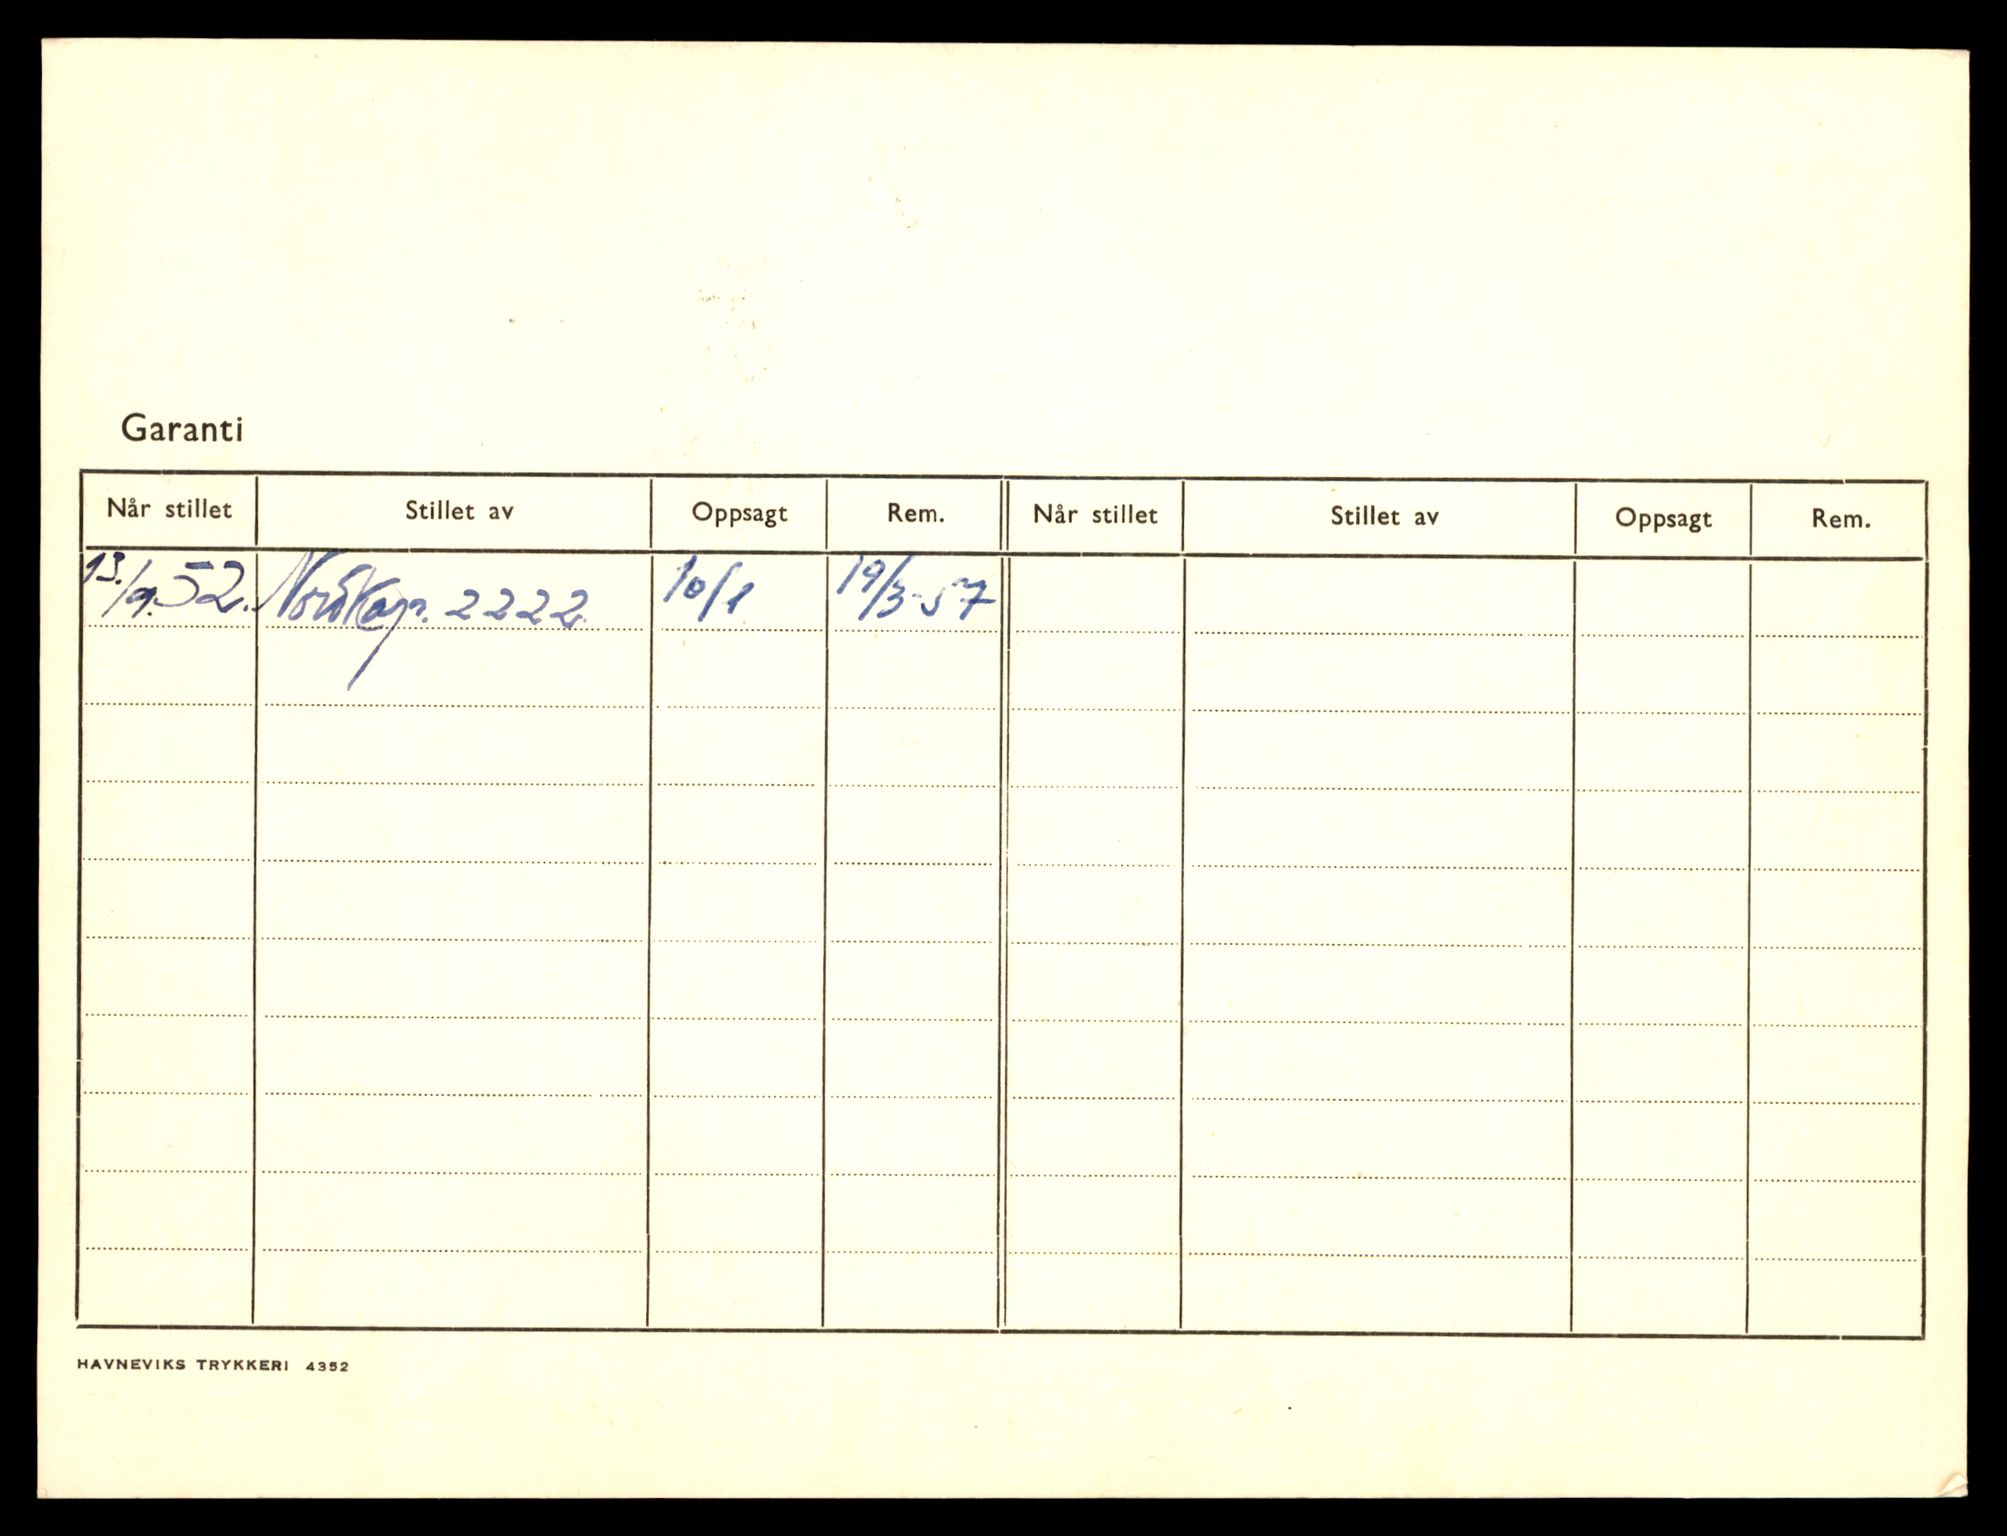 Garanti
Når stillet Stillet av Oppsagt Rem. Når stillet Stillet av Oppsagt Rem.
13./9.52. Nordkap. 2222. 10/1 19/3-57
HAVNEVIKS TRYKKERI 4352